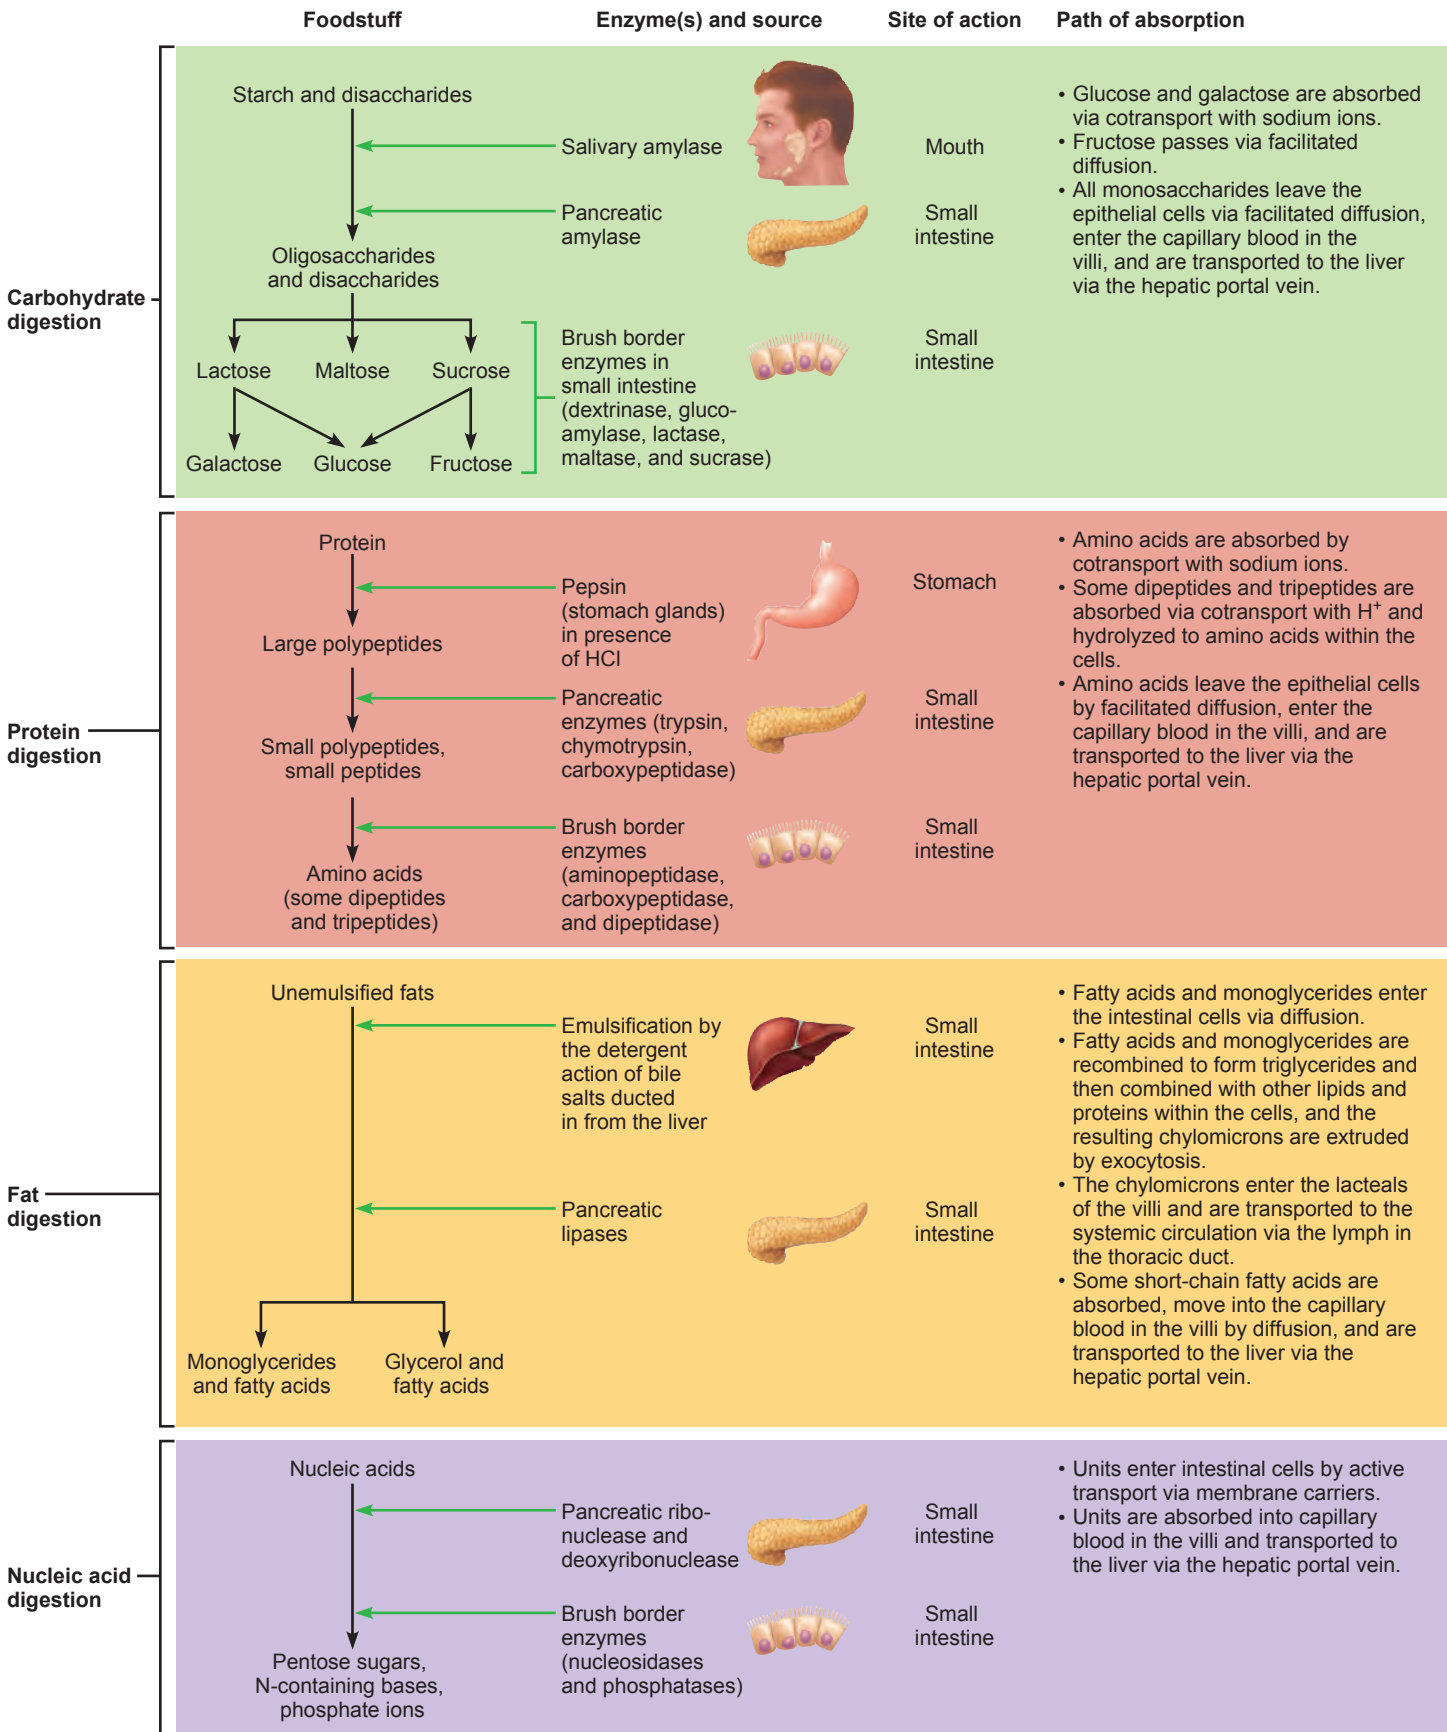 Foodstuff
Enzyme(s) and source
Site of action
Path of absorption
Carbohydrate
digestion
Starch and disaccharides
Salivary amylase
Mouth
Pancreatic
amylase
Small
intestine
Oligosaccharides
and disaccharides
Lactose
Maltose
Sucrose
Galactose
Glucose
Fructose
Brush border
enzymes in
small intestine
(dextrinase, gluco-
amylase, lactase,
maltase, and sucrase)
Small
intestine
• Glucose and galactose are absorbed
via cotransport with sodium ions.
• Fructose passes via facilitated
diffusion.
• All monosaccharides leave the
epithelial cells via facilitated diffusion,
enter the capillary blood in the
villi, and are transported to the liver
via the hepatic portal vein.
Protein
digestion
Protein
Pepsin
(stomach glands)
in presence
of HCl
Stomach
Large polypeptides
Pancreatic
enzymes (trypsin,
chymotrypsin,
carboxypeptidase)
Small
intestine
Small polypeptides,
small peptides
Brush border
enzymes
(aminopeptidase,
carboxypeptidase,
and dipeptidase)
Small
intestine
Amino acids
(some dipeptides
and tripeptides)
• Amino acids are absorbed by
cotransport with sodium ions.
• Some dipeptides and tripeptides are
absorbed via cotransport with H⁺ and
hydrolyzed to amino acids within the
cells.
• Amino acids leave the epithelial cells
by facilitated diffusion, enter the
capillary blood in the villi, and are
transported to the liver via the
hepatic portal vein.
Fat
digestion
Unemulsified fats
Emulsification by
the detergent
action of bile
salts ducted
in from the liver
Small
intestine
Pancreatic
lipases
Small
intestine
Monoglycerides
and fatty acids
Glycerol and
fatty acids
• Fatty acids and monoglycerides enter
the intestinal cells via diffusion.
• Fatty acids and monoglycerides are
recombined to form triglycerides and
then combined with other lipids and
proteins within the cells, and the
resulting chylomicrons are extruded
by exocytosis.
• The chylomicrons enter the lacteals
of the villi and are transported to the
systemic circulation via the lymph in
the thoracic duct.
• Some short-chain fatty acids are
absorbed, move into the capillary
blood in the villi by diffusion, and are
transported to the liver via the
hepatic portal vein.
Nucleic acid
digestion
Nucleic acids
Pancreatic ribo-
nuclease and
deoxyribonuclease
Small
intestine
Brush border
enzymes
(nucleosidases
and phosphatases)
Small
intestine
Pentose sugars,
N-containing bases,
phosphate ions
• Units enter intestinal cells by active
transport via membrane carriers.
• Units are absorbed into capillary
blood in the villi and transported to
the liver via the hepatic portal vein.